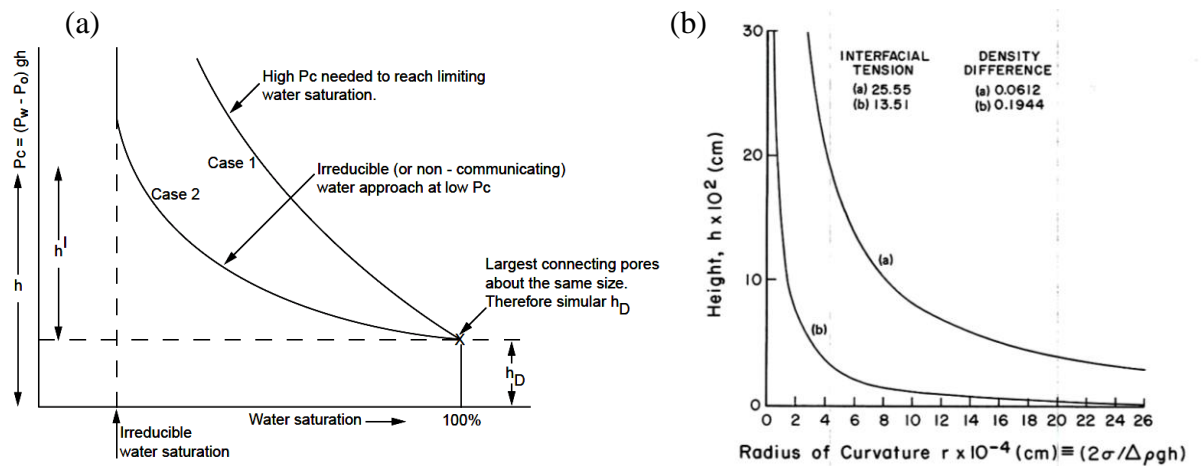 (a)
Pc = (Pw - Po) gh
High Pc needed to reach limiting
water saturation.
Case 1
Irreducible (or non - communicating)
water approach at low Pc
Case 2
hI
h
Largest connecting pores
about the same size.
Therefore simular hD
hD
Water saturation
100%
Irreducible
water saturation
(b)
30
20
10
0
Height, h x 10² (cm)
INTERFACIAL
TENSION
(a) 25.55
(b) 13.51
DENSITY
DIFFERENCE
(a) 0.0612
(b) 0.1944
(a)
(b)
0 2 4 6 8 10 12 14 16 18 20 22 24 26
Radius of Curvature r x 10⁻⁴ (cm) ≡ (2σ/Δρgh)